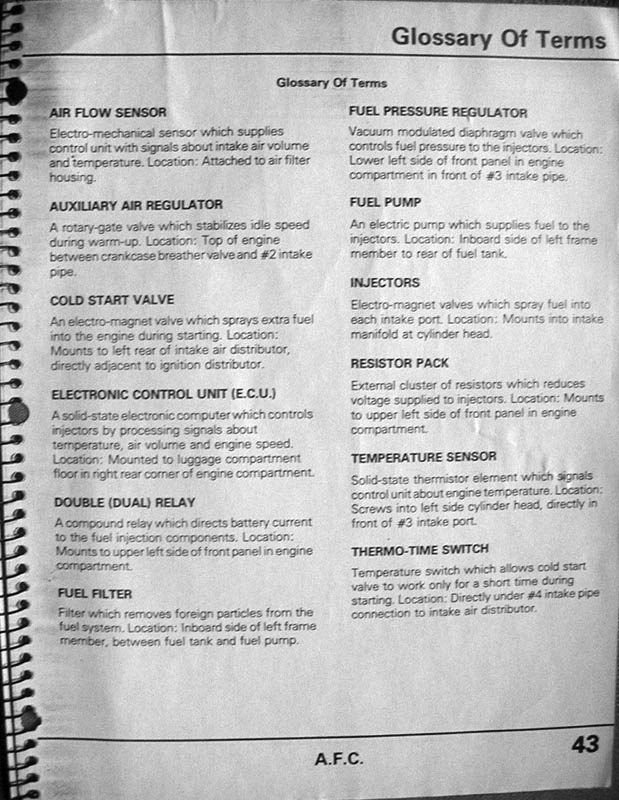 Glossary Of Terms
Glossary Of Terms
AIR FLOW SENSOR
Electro-mechanical sensor which supplies
control unit with signals about intake air volume
and temperature. Location: Attached to air filter
housing.
AUXILIARY AIR REGULATOR
A rotary-gate valve which stabilizes idle speed
during warm-up. Location: Top of engine
between crankcase breather valve and #2 intake
pipe.
COLD START VALVE
An electro-magnet valve which sprays extra fuel
into the engine during starting. Location:
Mounts to left rear of intake air distributor,
directly adjacent to ignition distributor.
ELECTRONIC CONTROL UNIT (E.C.U.)
A solid-state electronic computer which controls
injectors by processing signals about
temperature, air volume and engine speed.
Location: Mounted to luggage compartment
floor in right rear corner of engine compartment.
DOUBLE (DUAL) RELAY
A compound relay which directs battery current
to the fuel injection components. Location:
Mounts to upper left side of front panel in engine
compartment.
FUEL FILTER
Filter which removes foreign particles from the
fuel system. Location: Inboard side of left frame
member, between fuel tank and fuel pump.
FUEL PRESSURE REGULATOR
Vacuum modulated diaphragm valve which
controls fuel pressure to the injectors. Location:
Lower left side of front panel in engine
compartment in front of #3 intake pipe.
FUEL PUMP
An electric pump which supplies fuel to the
injectors. Location: Inboard side of left frame
member to rear of fuel tank.
INJECTORS
Electro-magnet valves which spray fuel into
each intake port. Location: Mounts into intake
manifold at cylinder head.
RESISTOR PACK
External cluster of resistors which reduces
voltage supplied to injectors. Location: Mounts
to upper left side of front panel in engine
compartment.
TEMPERATURE SENSOR
Solid-state thermistor element which signals
control unit about engine temperature. Location:
Screws into left side cylinder head, directly in
front of #3 intake port.
THERMO-TIME SWITCH
Temperature switch which allows cold start
valve to work only for a short time during
starting. Location: Directly under #4 intake pipe
connection to intake air distributor.
A.F.C.
43